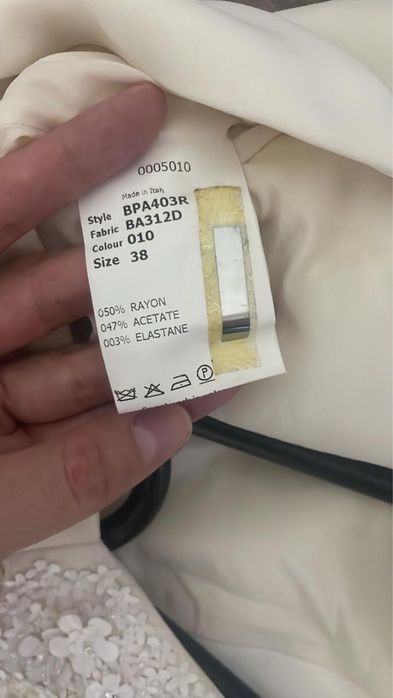 0005010
Made in Italy
Style BPA403R
Fabric BA312D
Colour 010
Size 38
050% RAYON
047% ACETATE
003% ELASTANE
P